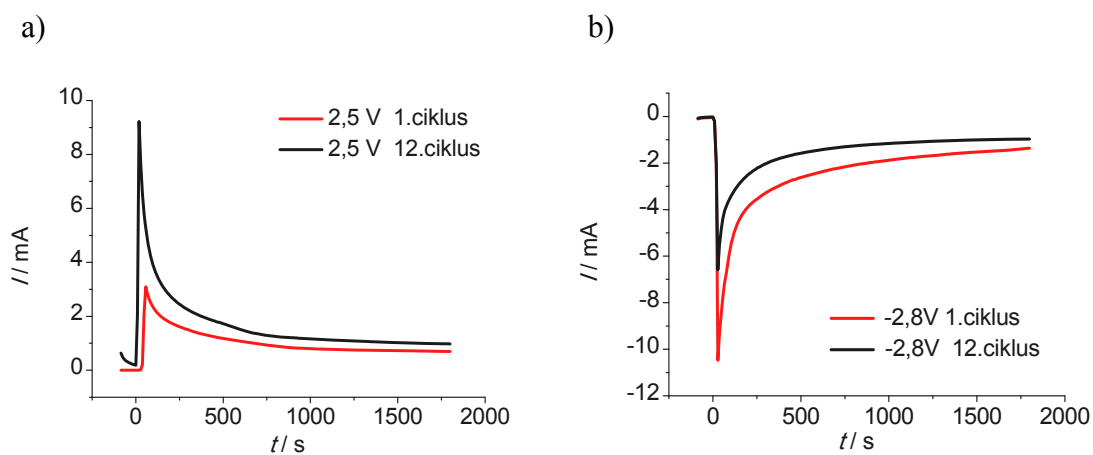 a)
10
8
6
4
2
0
I / mA
2,5 V 1.ciklus
2,5 V 12.ciklus
0
500
1000
1500
2000
t / s
b)
0
-2
-4
-6
-8
-10
-12
I / mA
-2,8V 1.ciklus
-2,8V 12.ciklus
0
500
1000
1500
2000
t / s